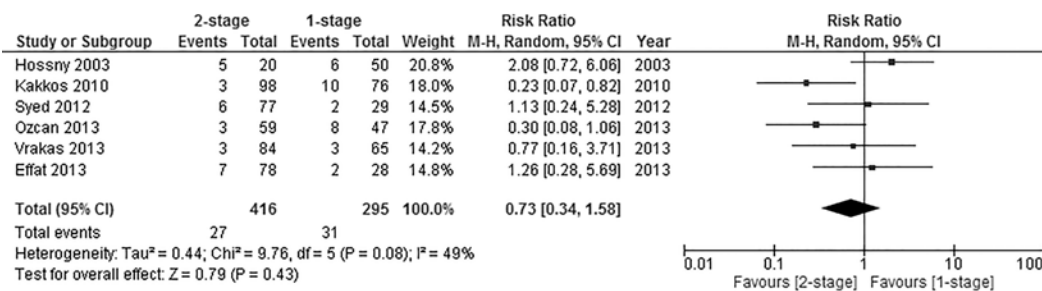 2-stage 1-stage Risk Ratio Risk Ratio
Study or Subgroup Events Total Events Total Weight M-H, Random, 95% CI Year M-H, Random, 95% CI
Hossny 2003 5 20 6 50 20.8% 2.08 [0.72, 6.06] 2003
Kakkos 2010 3 98 10 76 18.0% 0.23 [0.07, 0.82] 2010
Syed 2012 6 77 2 29 14.5% 1.13 [0.24, 5.28] 2012
Ozcan 2013 3 59 8 47 17.8% 0.30 [0.08, 1.06] 2013
Vrakas 2013 3 84 3 65 14.2% 0.77 [0.16, 3.71] 2013
Effat 2013 7 78 2 28 14.8% 1.26 [0.28, 5.69] 2013
Total (95% CI) 416 295 100.0% 0.73 [0.34, 1.58]
Total events 27 31
Heterogeneity: Tau² = 0.44; Chi² = 9.76, df = 5 (P = 0.08); I² = 49%
Test for overall effect: Z = 0.79 (P = 0.43)
0.01 0.1 1 10 100
Favours [2-stage] Favours [1-stage]